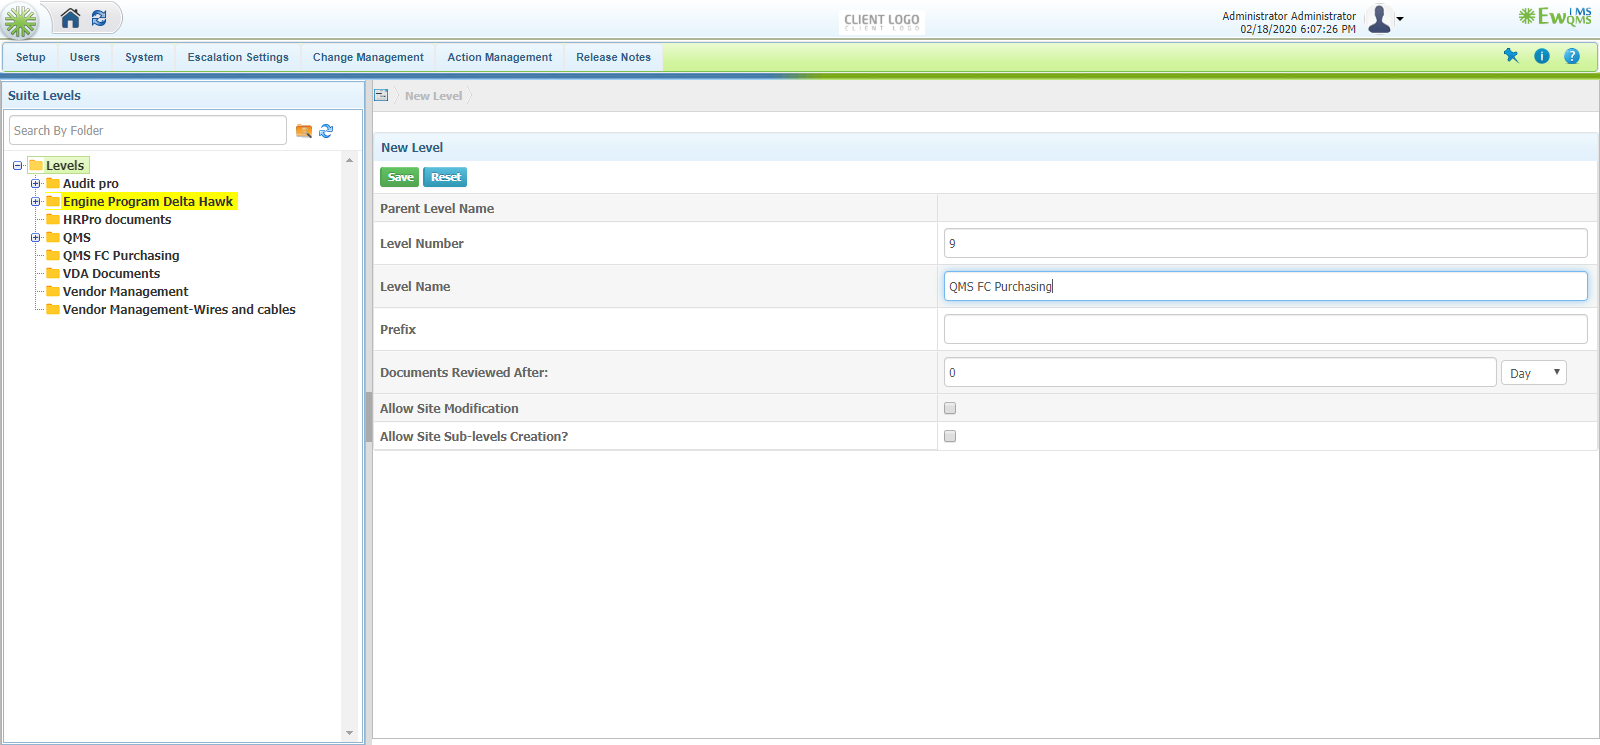 CLIENT LOGO
CLIENT LOGO
Administrator Administrator
02/18/2020 6:07:26 PM
EwQMS
IMS
Setup Users System Escalation Settings Change Management Action Management Release Notes
Suite Levels
Search By Folder
Levels
Audit pro
Engine Program Delta Hawk
HRPro documents
QMS
QMS FC Purchasing
VDA Documents
Vendor Management
Vendor Management-Wires and cables
New Level
New Level
Save Reset
Parent Level Name
Level Number 9
Level Name QMS FC Purchasing
Prefix
Documents Reviewed After: 0 Day
Allow Site Modification
Allow Site Sub-levels Creation?